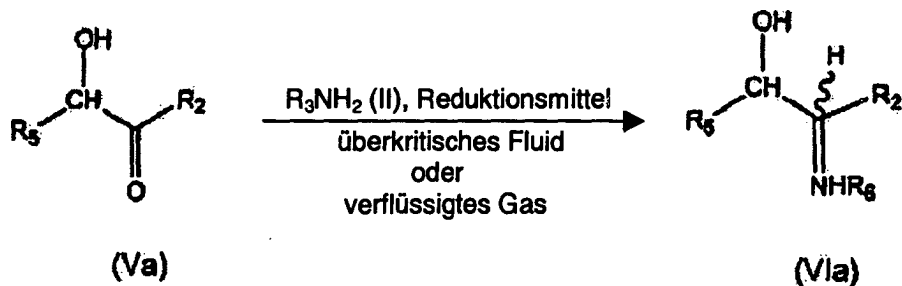 OH
CH
R₅
R₂
O
(Va)
R₃NH₂ (II), Reduktionsmittel
überkritisches Fluid
oder
verflüssigtes Gas
OH
H
CH
R₅
R₂
NHR₆
(VIa)